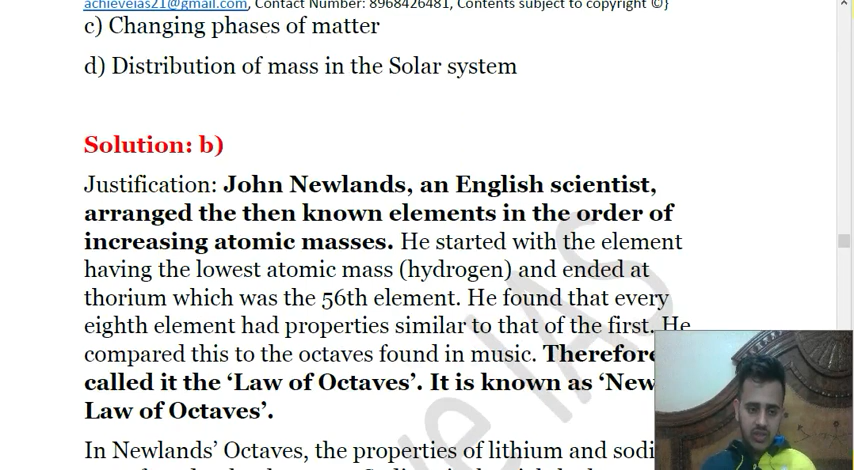 achieveias21@gmail.com, Contact Number: 8968426481, Contents subject to copyright ©}
c) Changing phases of matter
d) Distribution of mass in the Solar system
Solution: b)
Justification: John Newlands, an English scientist,
arranged the then known elements in the order of
increasing atomic masses. He started with the element
having the lowest atomic mass (hydrogen) and ended at
thorium which was the 56th element. He found that every
eighth element had properties similar to that of the first. He
compared this to the octaves found in music. Therefore
called it the ‘Law of Octaves’. It is known as ‘New
Law of Octaves’.
In Newlands’ Octaves, the properties of lithium and sodi
IAS